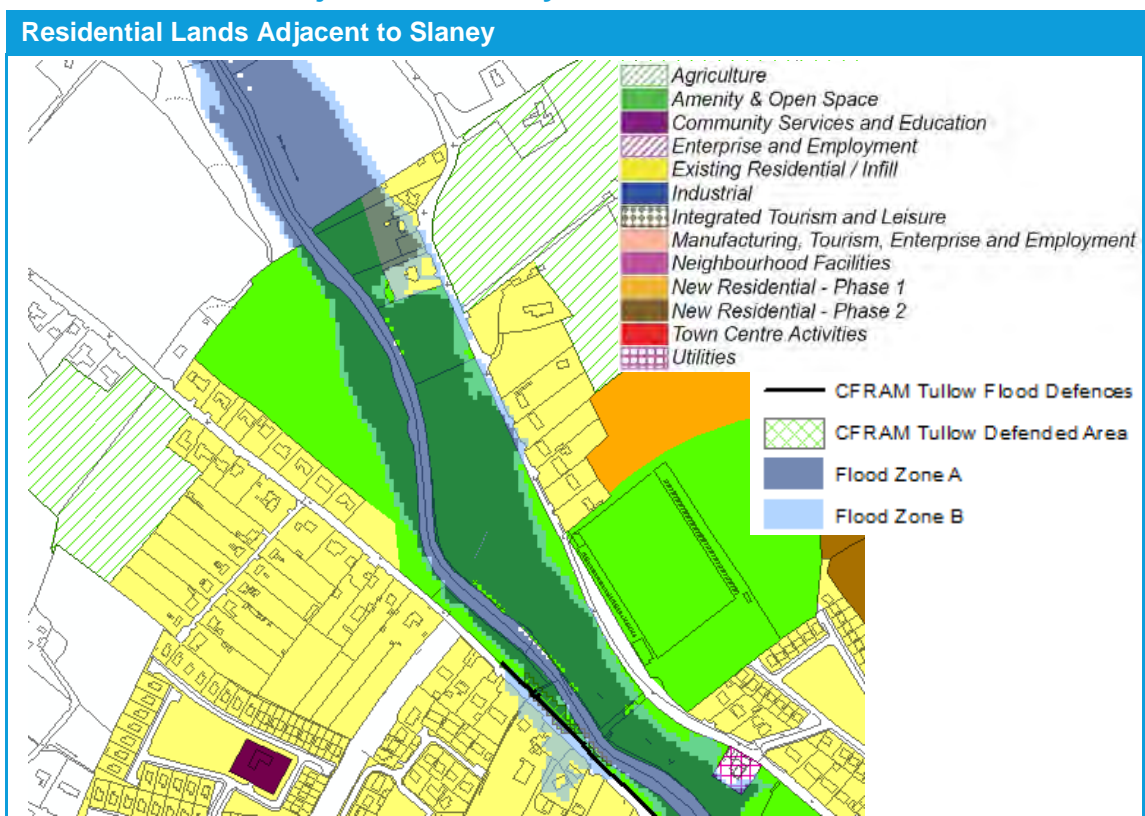 Residential Lands Adjacent to Slaney
Agriculture
Amenity & Open Space
Community Services and Education
Enterprise and Employment
Existing Residential / Infill
Industrial
Integrated Tourism and Leisure
Manufacturing, Tourism, Enterprise and Employment
Neighbourhood Facilities
New Residential - Phase 1
New Residential - Phase 2
Town Centre Activities
Utilities
CFRAM Tullow Flood Defences
CFRAM Tullow Defended Area
Flood Zone A
Flood Zone B